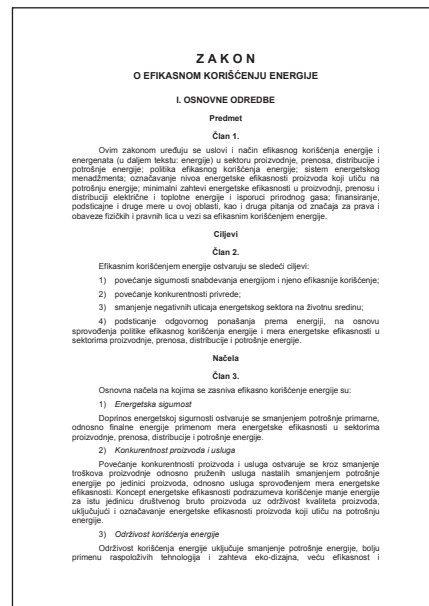 Z A K O N
O EFIKASNOM KORIŠĆENJU ENERGIJE
I. OSNOVNE ODREDBE
Predmet
Član 1.
Ovim zakonom uređuju se uslovi i način efikasnog korišćenja energije i
energenata (u daljem tekstu: energije) u sektoru proizvodnje, prenosa, distribucije i
potrošnje energije; politika efikasnog korišćenja energije; sistem energetskog
menadžmenta; označavanje nivoa energetske efikasnosti proizvoda koji utiču na
potrošnju energije; minimalni zahtevi energetske efikasnosti u proizvodnji, prenosu i
distribuciji električne i toplotne energije i isporuci prirodnog gasa; finansiranje,
podsticajne i druge mere u ovoj oblasti, kao i druga pitanja od značaja za prava i
obaveze fizičkih i pravnih lica u vezi sa efikasnim korišćenjem energije.
Ciljevi
Član 2.
Efikasnim korišćenjem energije ostvaruju se sledeći ciljevi:
1) povećanje sigurnosti snabdevanja energijom i njeno efikasnije korišćenje;
2) povećanje konkurentnosti privrede;
3) smanjenje negativnih uticaja energetskog sektora na životnu sredinu;
4) podsticanje odgovornog ponašanja prema energiji, na osnovu
sprovođenja politike efikasnog korišćenja energije i mera energetske efikasnosti u
sektorima proizvodnje, prenosa, distribucije i potrošnje energije.
Načela
Član 3.
Osnovna načela na kojima se zasniva efikasno korišćenje energije su:
1) Energetska sigurnost
Doprinos energetskoj sigurnosti ostvaruje se smanjenjem potrošnje primarne,
odnosno finalne energije primenom mera energetske efikasnosti u sektorima
proizvodnje, prenosa, distribucije i potrošnje energije.
2) Konkurentnost proizvoda i usluga
Povećanje konkurentnosti proizvoda i usluga ostvaruje se kroz smanjenje
troškova proizvodnje odnosno pruženih usluga nastalih smanjenjem potrošnje
energije po jedinici proizvoda, odnosno usluga sprovođenjem mera energetske
efikasnosti. Koncept energetske efikasnosti podrazumeva korišćenje manje energije
za istu jedinicu društvenog bruto proizvoda uz održanje kvaliteta proizvoda,
uključujući i označavanje energetske efikasnosti proizvoda koji utiču na potrošnju
energije.
3) Održivost korišćenja energije
Održivost korišćenja energije uključuje smanjenje potrošnje energije, bolju
primenu raspoloživih tehnologija i zahteva eko-dizajna, veću efikasnost i